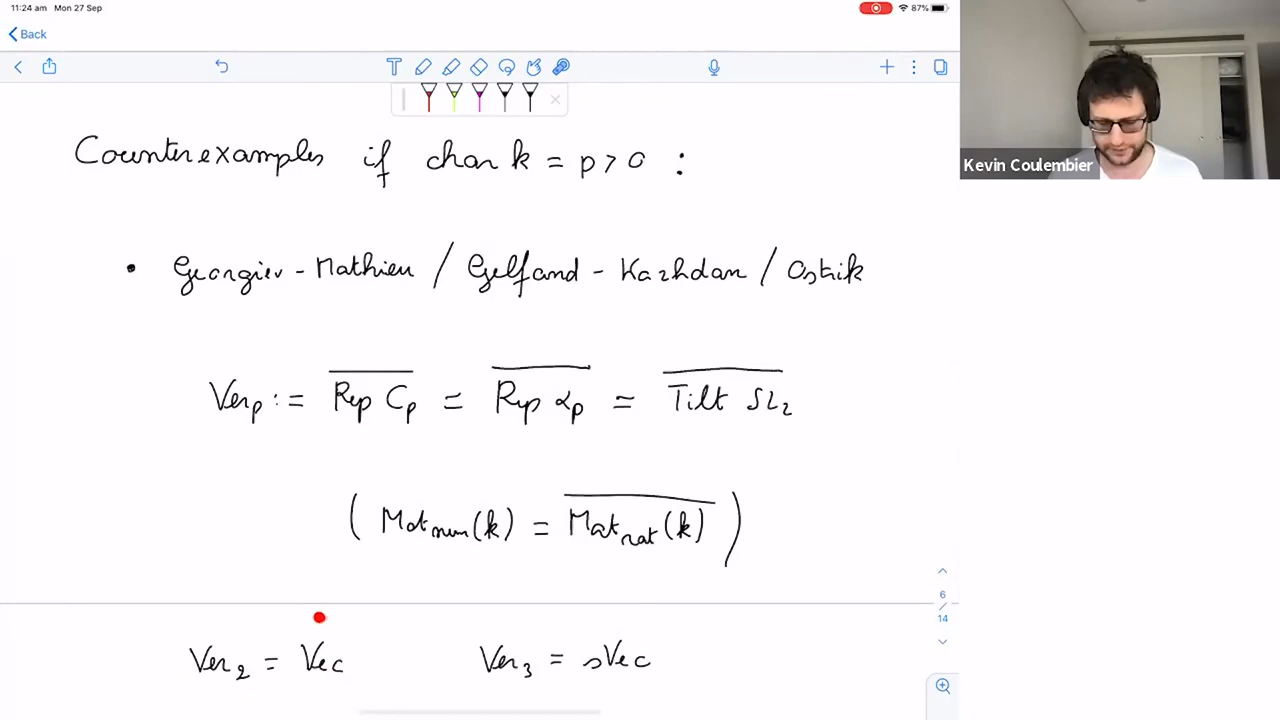 11:24 am Mon 27 Sep
87%
Back
Kevin Coulembier
Counterexamples if char k = p > 0 :
• Georgiev - Mathieu / Gelfand - Kazhdan / Ostrik
Ver_p := \overline{Rep C_p} ≃ \overline{Rep α_p} ≃ \overline{Tilt SL_2}
( Mot_num(k) = \overline{Mot_rat(k)} )
6 / 14
Ver_2 = Vec Ver_3 = sVec